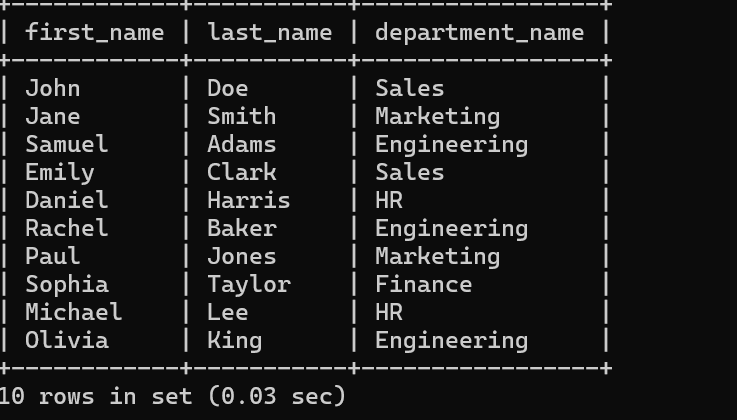 +------------+-----------+-----------------+
| first_name | last_name | department_name |
+------------+-----------+-----------------+
| John       | Doe       | Sales           |
| Jane       | Smith     | Marketing       |
| Samuel     | Adams     | Engineering     |
| Emily      | Clark     | Sales           |
| Daniel     | Harris    | HR              |
| Rachel     | Baker     | Engineering     |
| Paul       | Jones     | Marketing       |
| Sophia     | Taylor    | Finance         |
| Michael    | Lee       | HR              |
| Olivia     | King      | Engineering     |
+------------+-----------+-----------------+
10 rows in set (0.03 sec)